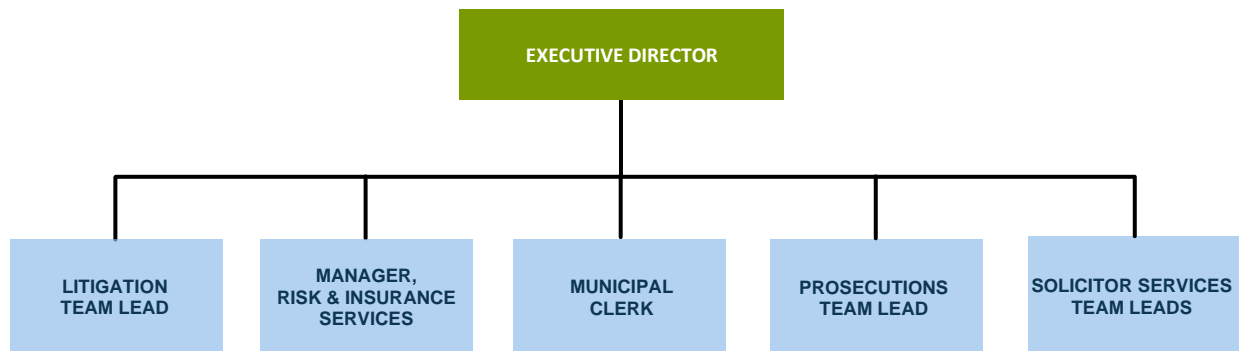 EXECUTIVE DIRECTOR
LITIGATION
TEAM LEAD
MANAGER,
RISK & INSURANCE
SERVICES
MUNICIPAL
CLERK
PROSECUTIONS
TEAM LEAD
SOLICITOR SERVICES
TEAM LEADS